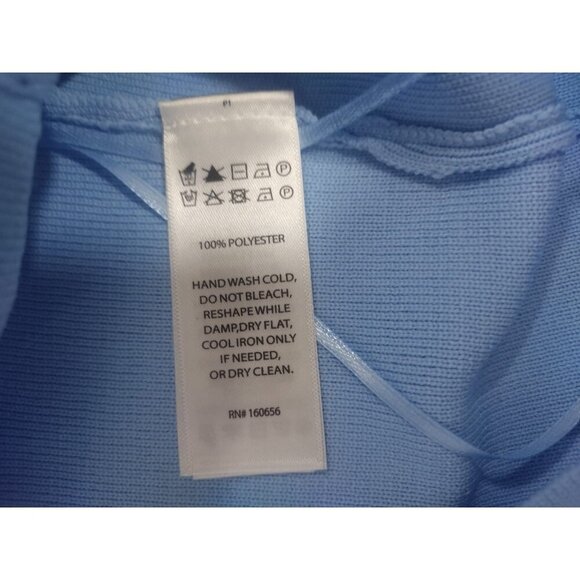 P1
100% POLYESTER
HAND WASH COLD,
DO NOT BLEACH,
RESHAPE WHILE
DAMP,DRY FLAT,
COOL IRON ONLY
IF NEEDED,
OR DRY CLEAN.
RN# 160656